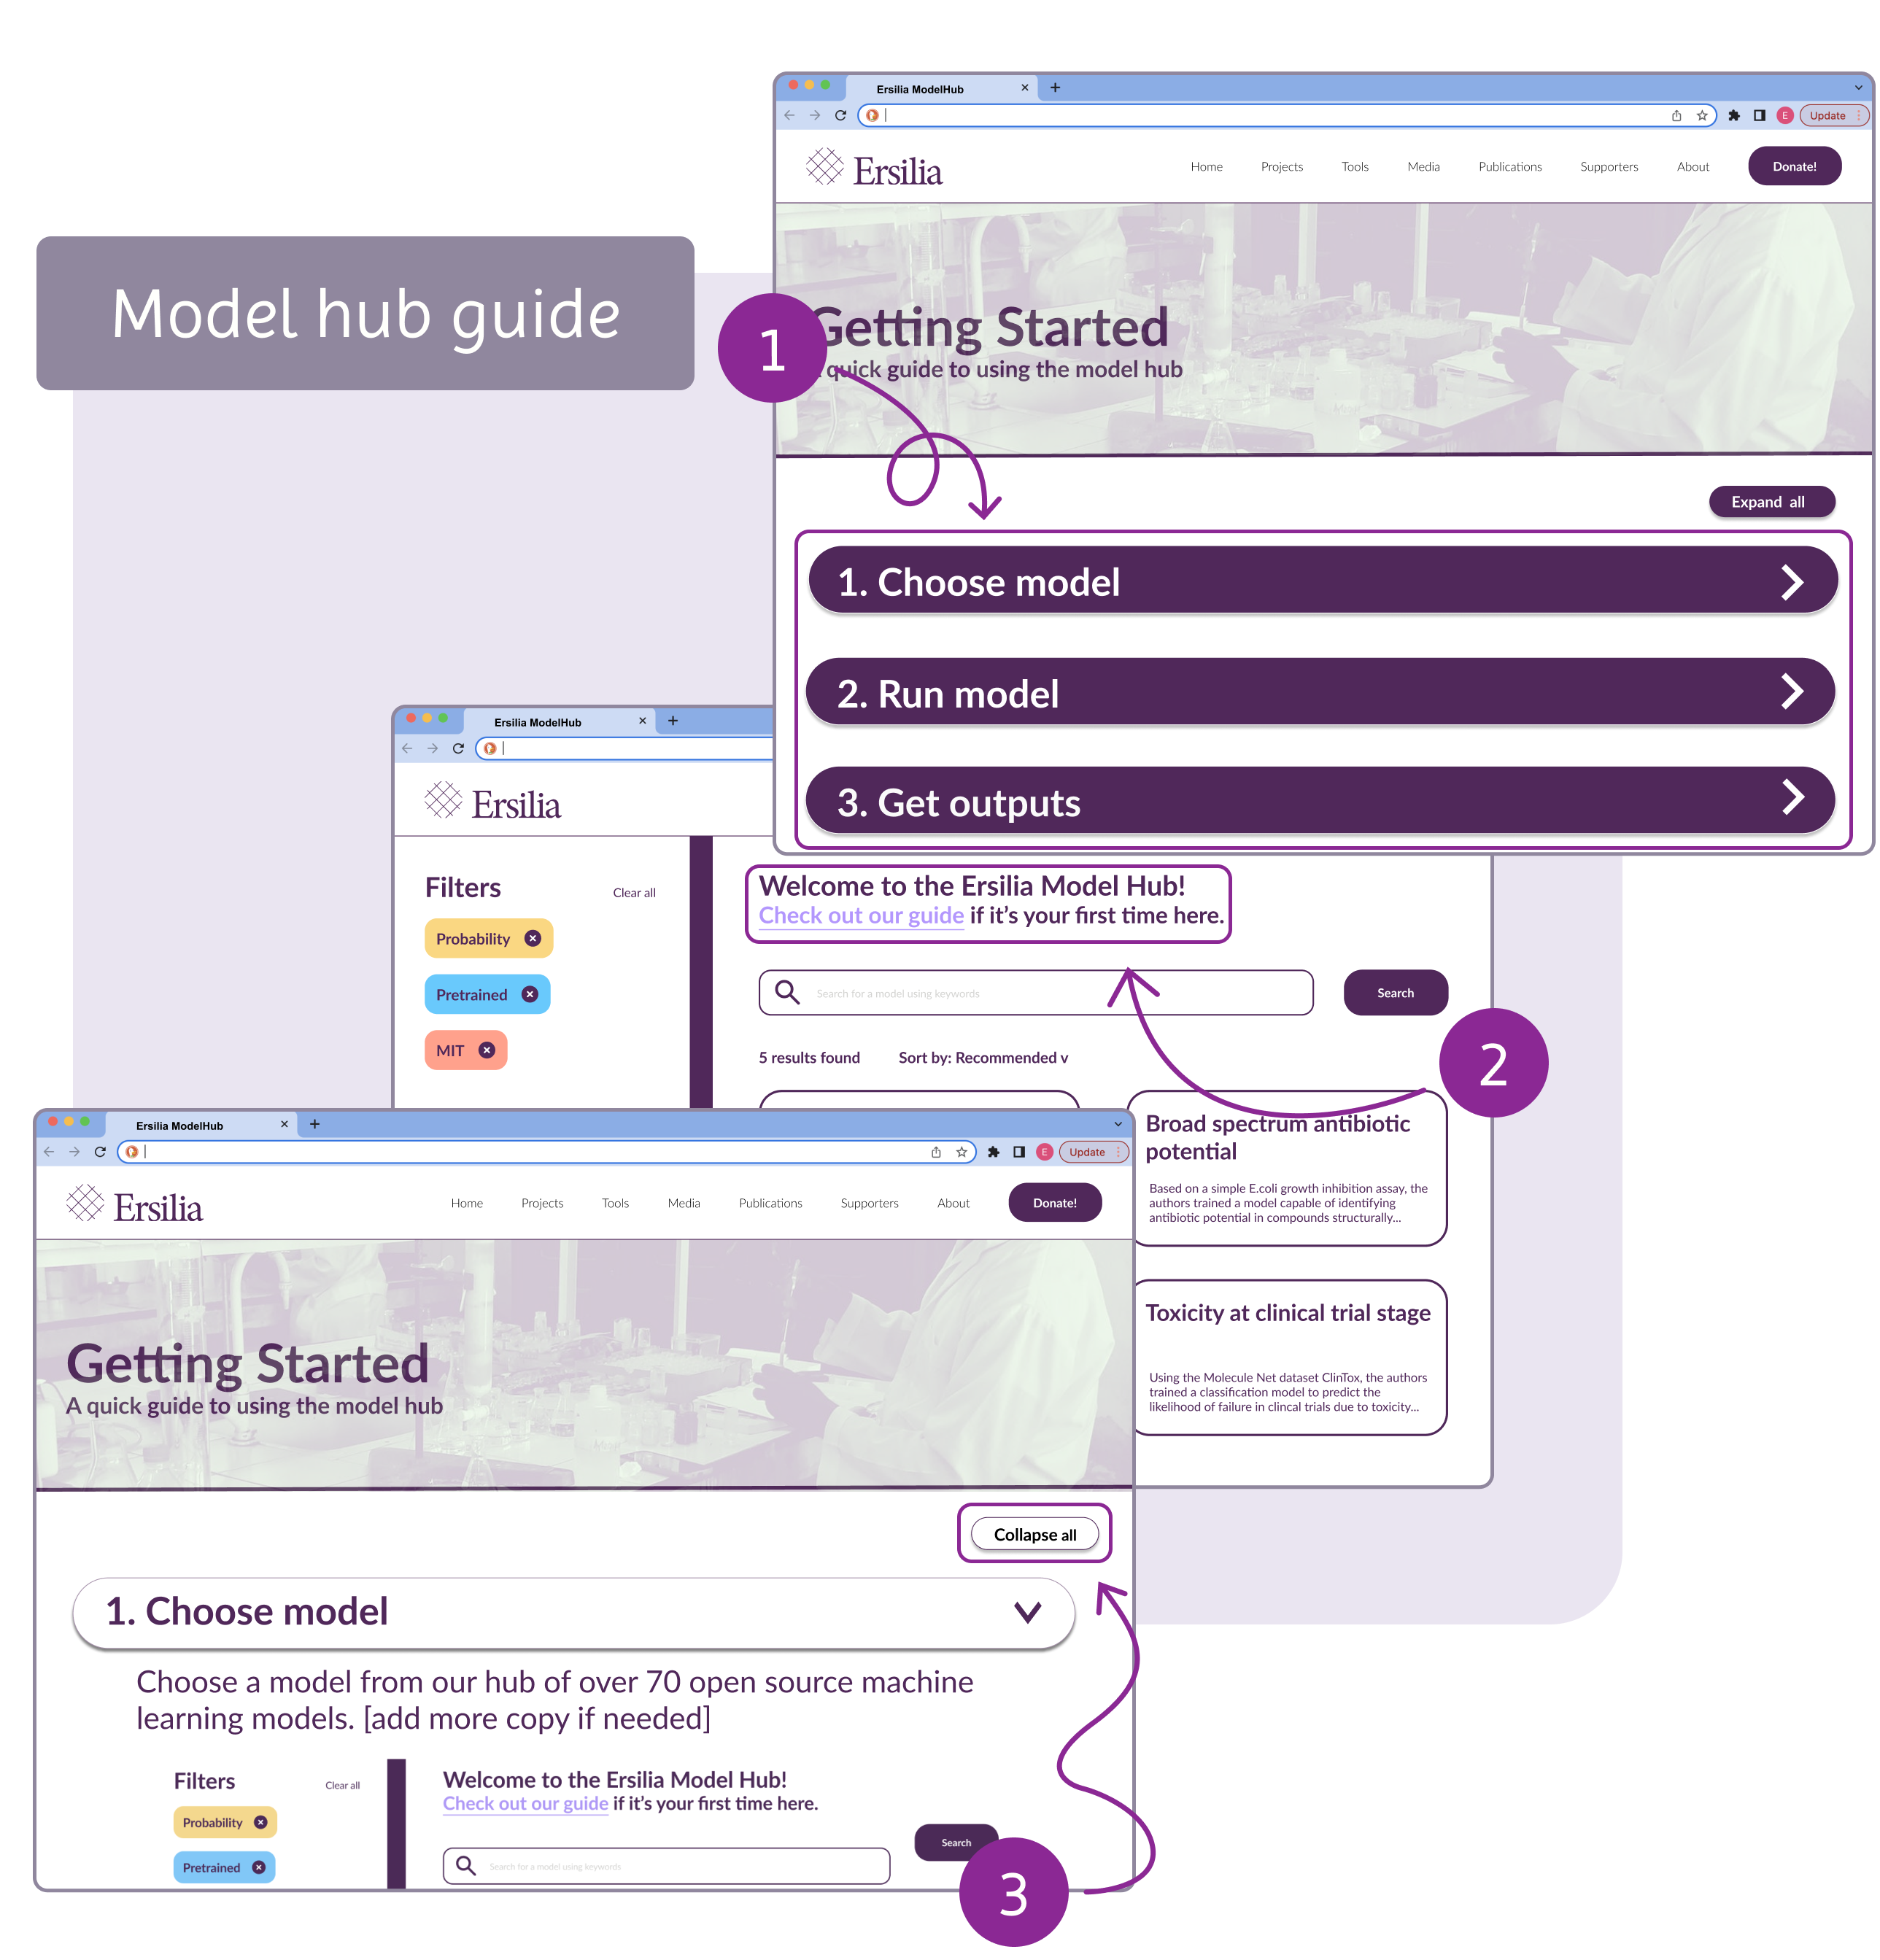 Model hub guide
Ersilia ModelHub
E
Update
Ersilia
Home Projects Tools Media Publications Supporters About Donate!
1
Getting Started
quick guide to using the model hub
Expand all
1. Choose model
2. Run model
3. Get outputs
Ersilia ModelHub
Ersilia
Filters
Clear all
Probability
Pretrained
MIT
Welcome to the Ersilia Model Hub!
Check out our guide if it's your first time here.
Search for a model using keywords
Search
5 results found Sort by: Recommended v
2
Broad spectrum antibiotic
potential
Based on a simple E.coli growth inhibition assay, the
authors trained a model capable of identifying
antibiotic potential in compounds structurally...
Toxicity at clinical trial stage
Using the Molecule Net dataset ClinTox, the authors
trained a classification model to predict the
likelihood of failure in clincal trials due to toxicity...
Ersilia ModelHub
E
Update
Ersilia
Home Projects Tools Media Publications Supporters About Donate!
Getting Started
A quick guide to using the model hub
Collapse all
1. Choose model
Choose a model from our hub of over 70 open source machine
learning models. [add more copy if needed]
Filters
Clear all
Probability
Pretrained
Welcome to the Ersilia Model Hub!
Check out our guide if it's your first time here.
Search for a model using keywords
Search
3